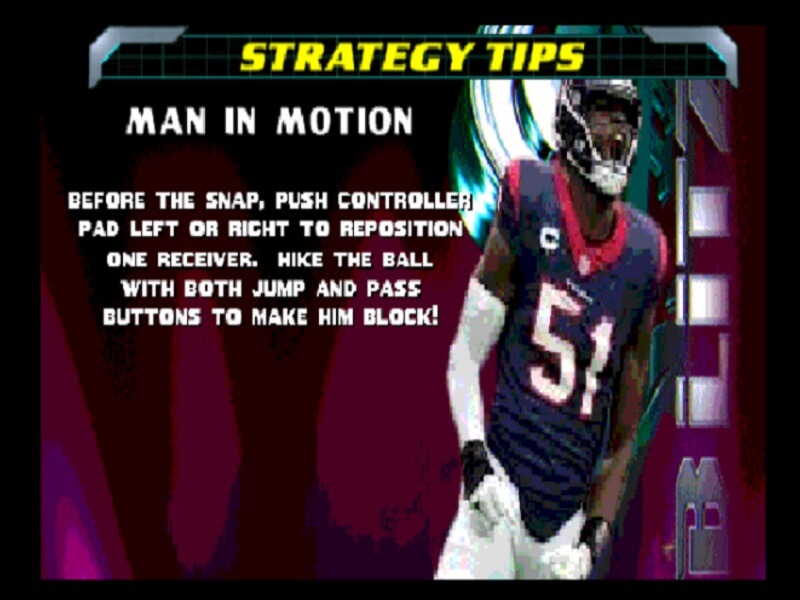 STRATEGY TIPS
MAN IN MOTION
BEFORE THE SNAP, PUSH CONTROLLER
PAD LEFT OR RIGHT TO REPOSITION
ONE RECEIVER. HIKE THE BALL
WITH BOTH JUMP AND PASS
BUTTONS TO MAKE HIM BLOCK!
C
51
BLITZ